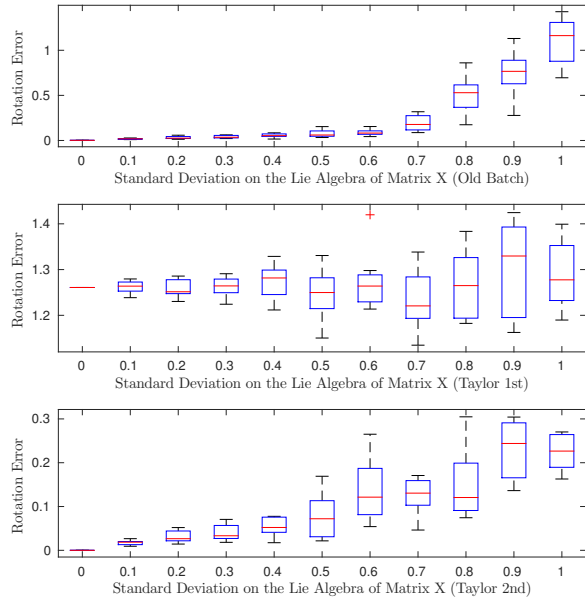 1
0.5
0
Rotation Error
0 0.1 0.2 0.3 0.4 0.5 0.6 0.7 0.8 0.9 1
Standard Deviation on the Lie Algebra of Matrix X (Old Batch)
1.4
1.3
1.2
Rotation Error
0 0.1 0.2 0.3 0.4 0.5 0.6 0.7 0.8 0.9 1
Standard Deviation on the Lie Algebra of Matrix X (Taylor 1st)
0.3
0.2
0.1
0
Rotation Error
0 0.1 0.2 0.3 0.4 0.5 0.6 0.7 0.8 0.9 1
Standard Deviation on the Lie Algebra of Matrix X (Taylor 2nd)